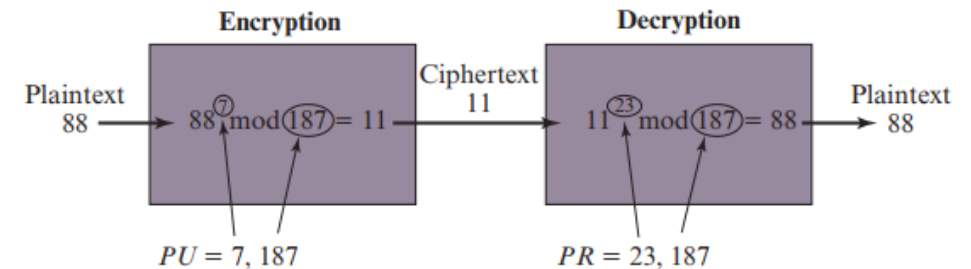 Encryption
Decryption
Plaintext
88
88^7 mod 187 = 11
Ciphertext
11
11^23 mod 187 = 88
Plaintext
88
PU = 7, 187
PR = 23, 187